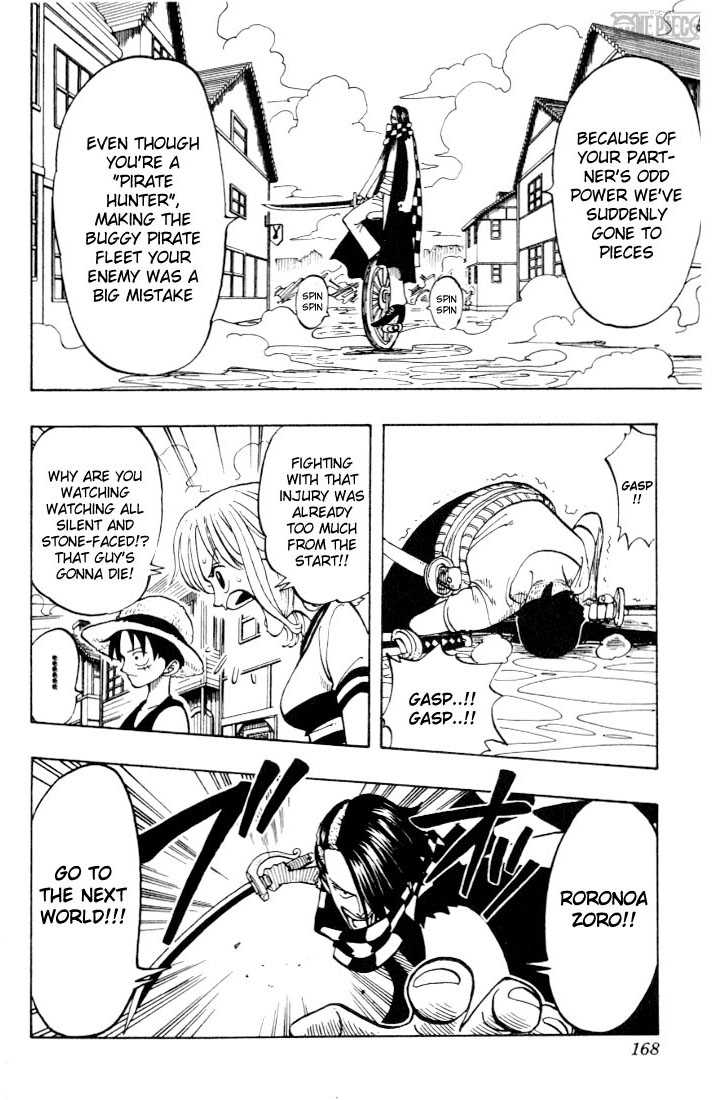 ONE PIECE
BECAUSE OF
YOUR PART-
NER'S ODD
POWER WE'VE
SUDDENLY
GONE TO
PIECES
EVEN THOUGH
YOU'RE A
"PIRATE
HUNTER",
MAKING THE
BUGGY PIRATE
FLEET YOUR
ENEMY WAS A
BIG MISTAKE
SPIN
SPIN
SPIN
SPIN
GASP
!!
GASP..!!
GASP..!!
FIGHTING
WITH THAT
INJURY WAS
ALREADY
TOO MUCH
FROM THE
START!!
WHY ARE YOU
WATCHING
WATCHING ALL
SILENT AND
STONE-FACED!?
THAT GUY'S
GONNA DIE!
......
RORONOA
ZORO!!
GO TO
THE NEXT
WORLD!!!
168